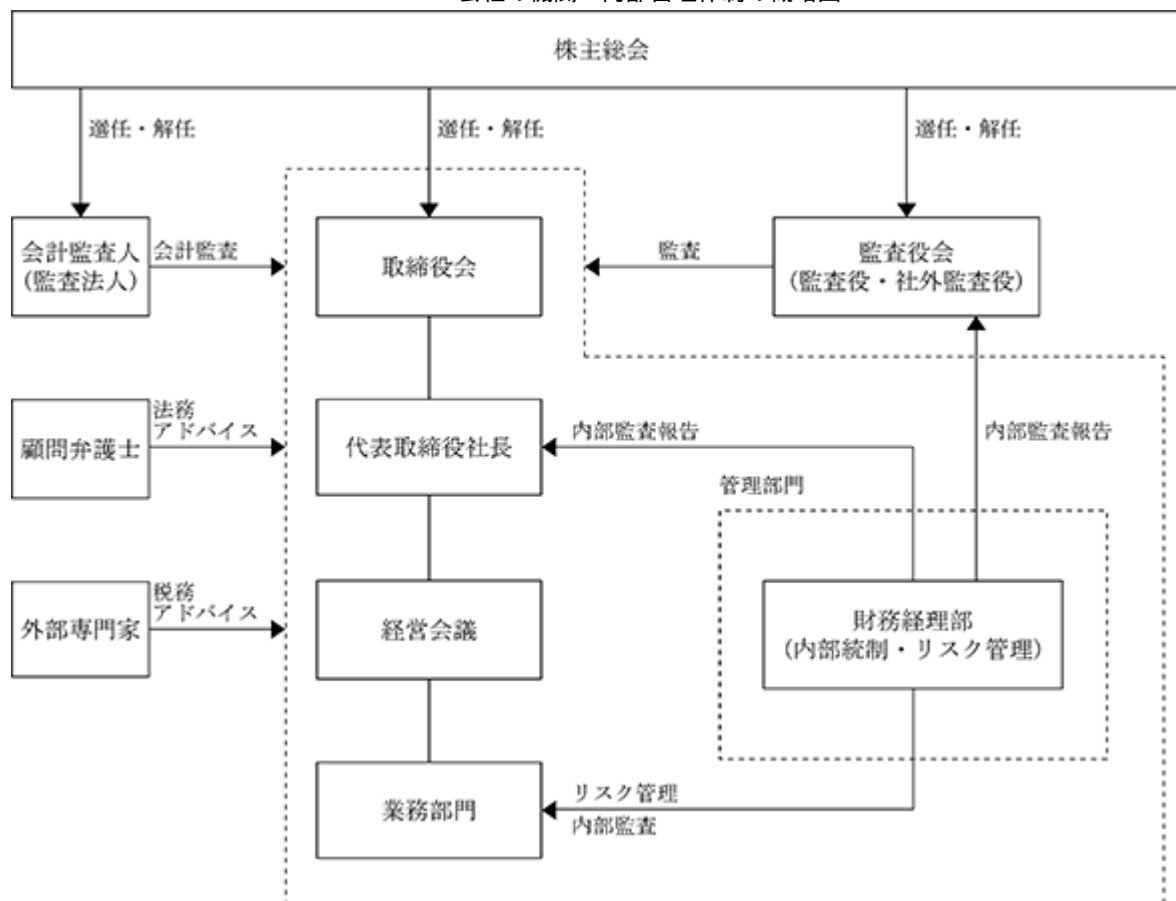 株主総会
選任・解任
選任・解任
選任・解任
会計監査人
(監査法人)
会計監査
取締役会
監査
監査役会
(監査役・社外監査役)
顧問弁護士
法務
アドバイス
代表取締役社長
内部監査報告
内部監査報告
管理部門
外部専門家
税務
アドバイス
経営会議
財務経理部
(内部統制・リスク管理)
業務部門
リスク管理
内部監査